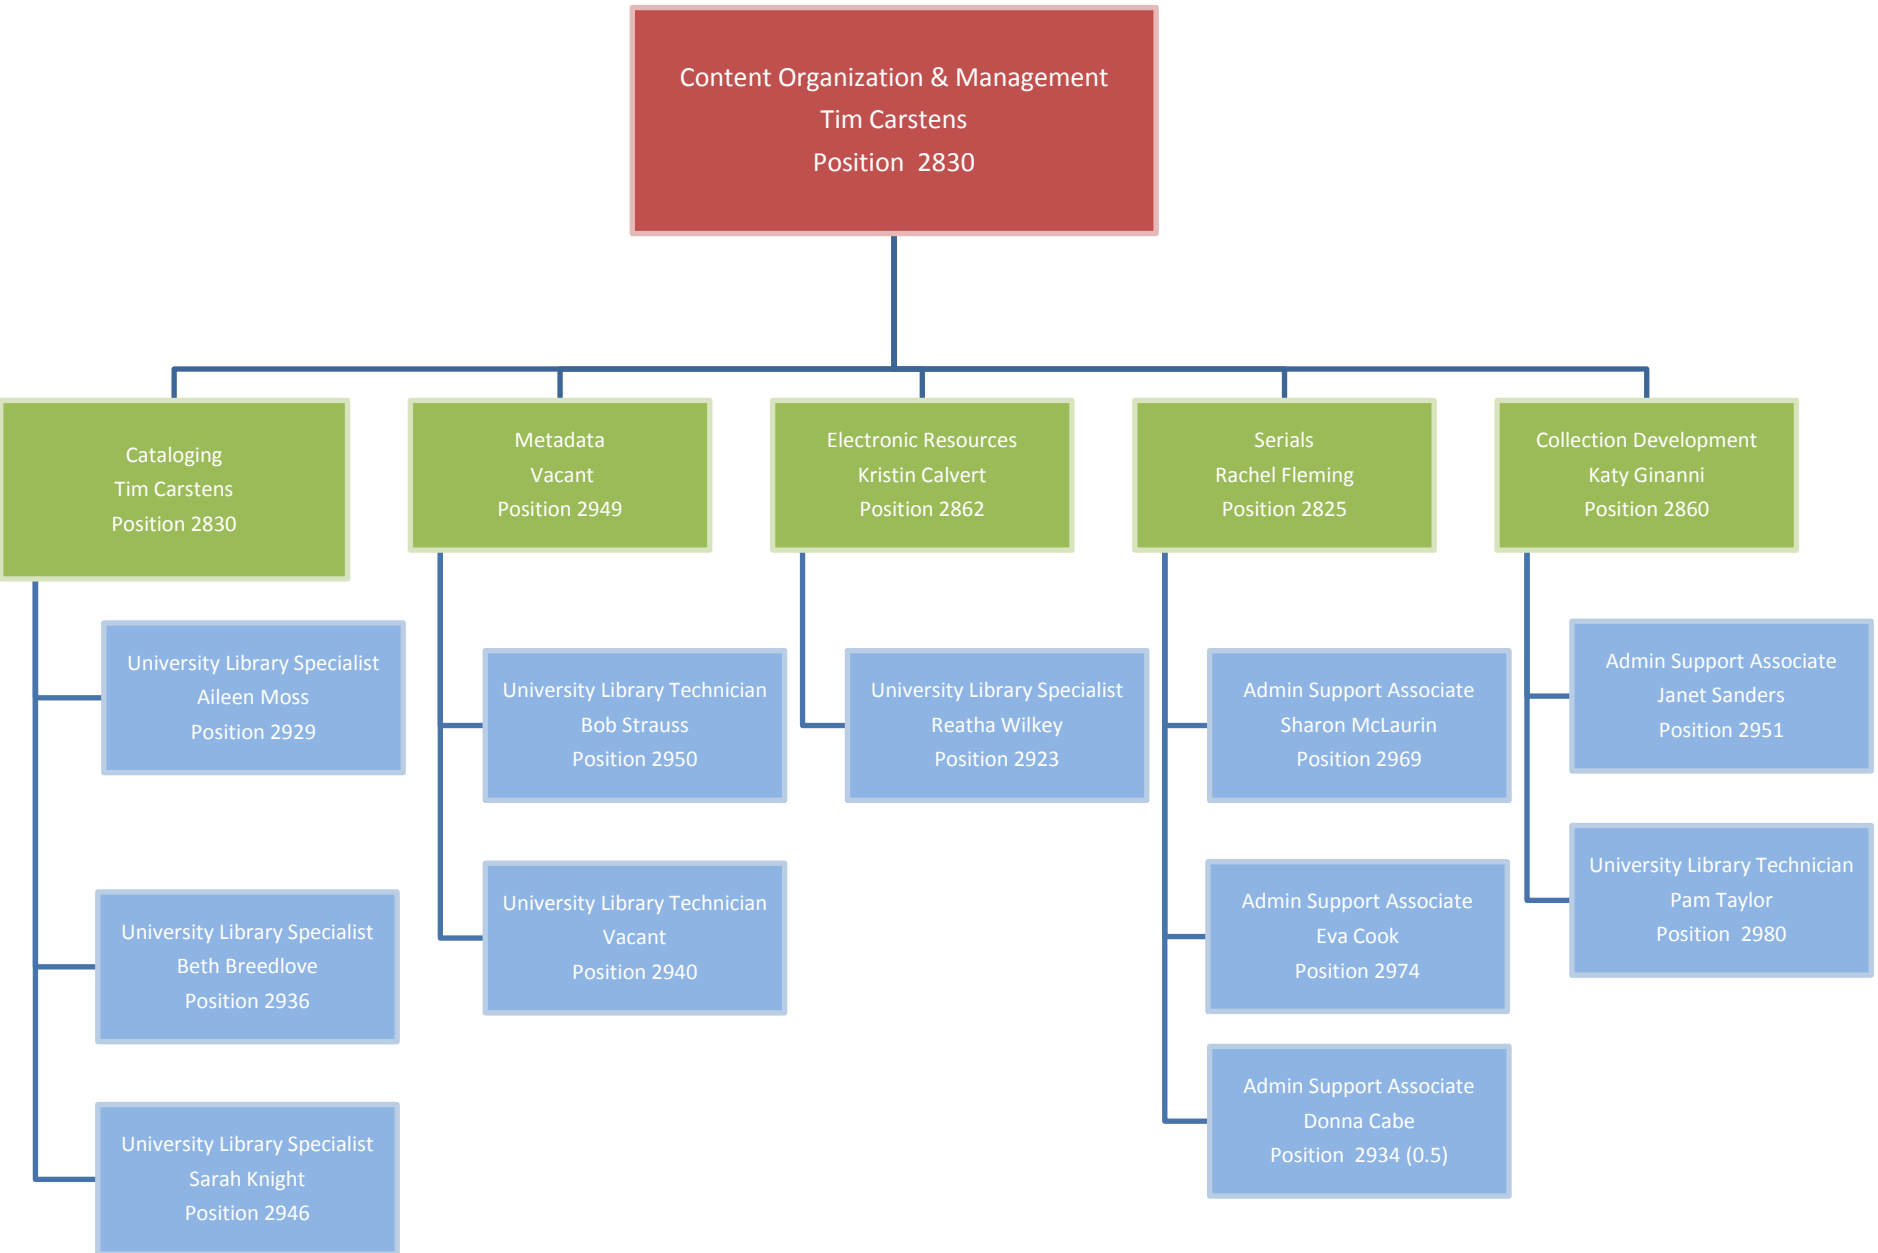 Content Organization & Management
Tim Carstens
Position 2830
Cataloging
Tim Carstens
Position 2830
Metadata
Vacant
Position 2949
Electronic Resources
Kristin Calvert
Position 2862
Serials
Rachel Fleming
Position 2825
Collection Development
Katy Ginanni
Position 2860
University Library Specialist
Aileen Moss
Position 2929
University Library Specialist
Beth Breedlove
Position 2936
University Library Specialist
Sarah Knight
Position 2946
University Library Technician
Bob Strauss
Position 2950
University Library Technician
Vacant
Position 2940
University Library Specialist
Reatha Wilkey
Position 2923
Admin Support Associate
Sharon McLaurin
Position 2969
Admin Support Associate
Eva Cook
Position 2974
Admin Support Associate
Donna Cabe
Position 2934 (0.5)
Admin Support Associate
Janet Sanders
Position 2951
University Library Technician
Pam Taylor
Position 2980